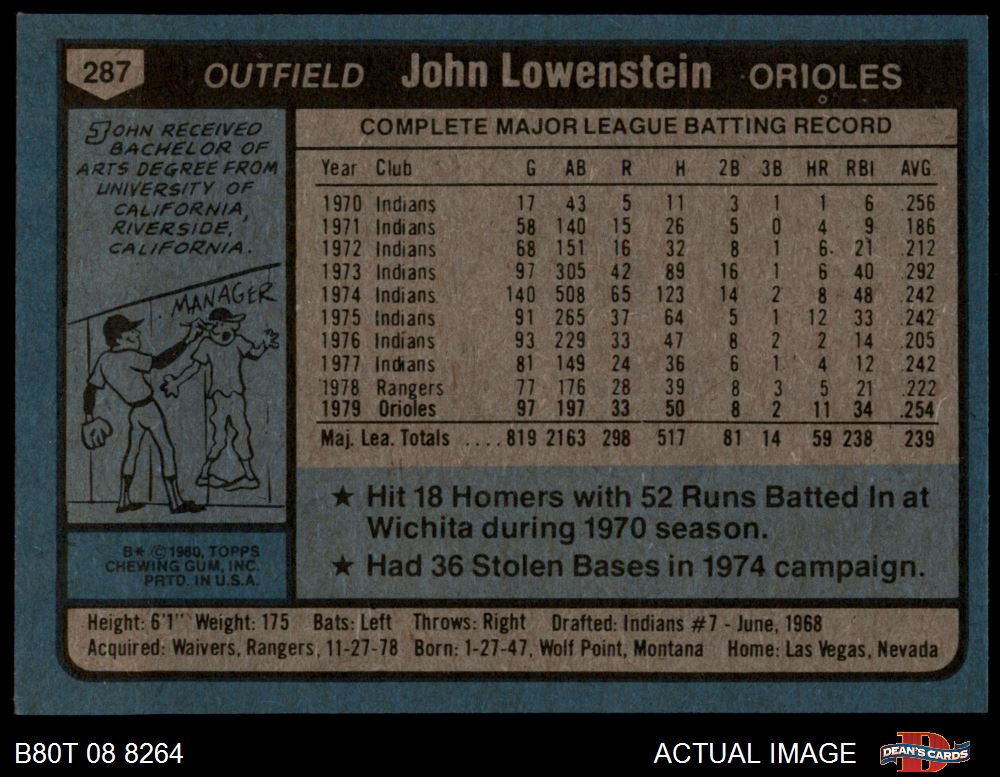 287 OUTFIELD John Lowenstein ORIOLES
JOHN RECEIVED
BACHELOR OF
ARTS DEGREE FROM
UNIVERSITY OF
CALIFORNIA,
RIVERSIDE,
CALIFORNIA.
MANAGER
B* © 1980, TOPPS
CHEWING GUM, INC.
PRTD. IN U.S.A.
COMPLETE MAJOR LEAGUE BATTING RECORD
Year Club G AB R H 2B 3B HR RBI AVG.
1970 Indians 17 43 5 11 3 1 1 6 .256
1971 Indians 58 140 15 26 5 0 4 9 .186
1972 Indians 68 151 16 32 8 1 6 21 .212
1973 Indians 97 305 42 89 16 1 6 40 .292
1974 Indians 140 508 65 123 14 2 8 48 .242
1975 Indians 91 265 37 64 5 1 12 33 .242
1976 Indians 93 229 33 47 8 2 2 14 .205
1977 Indians 81 149 24 36 6 1 4 12 .242
1978 Rangers 77 176 28 39 8 3 5 21 .222
1979 Orioles 97 197 33 50 8 2 11 34 .254
Maj. Lea. Totals .... 819 2163 298 517 81 14 59 238 .239
★ Hit 18 Homers with 52 Runs Batted In at
Wichita during 1970 season.
★ Had 36 Stolen Bases in 1974 campaign.
Height: 6'1" Weight: 175 Bats: Left Throws: Right Drafted: Indians #7 - June, 1968
Acquired: Waivers, Rangers, 11-27-78 Born: 1-27-47, Wolf Point, Montana Home: Las Vegas, Nevada
B80T 08 8264
ACTUAL IMAGE
DEAN'S CARDS